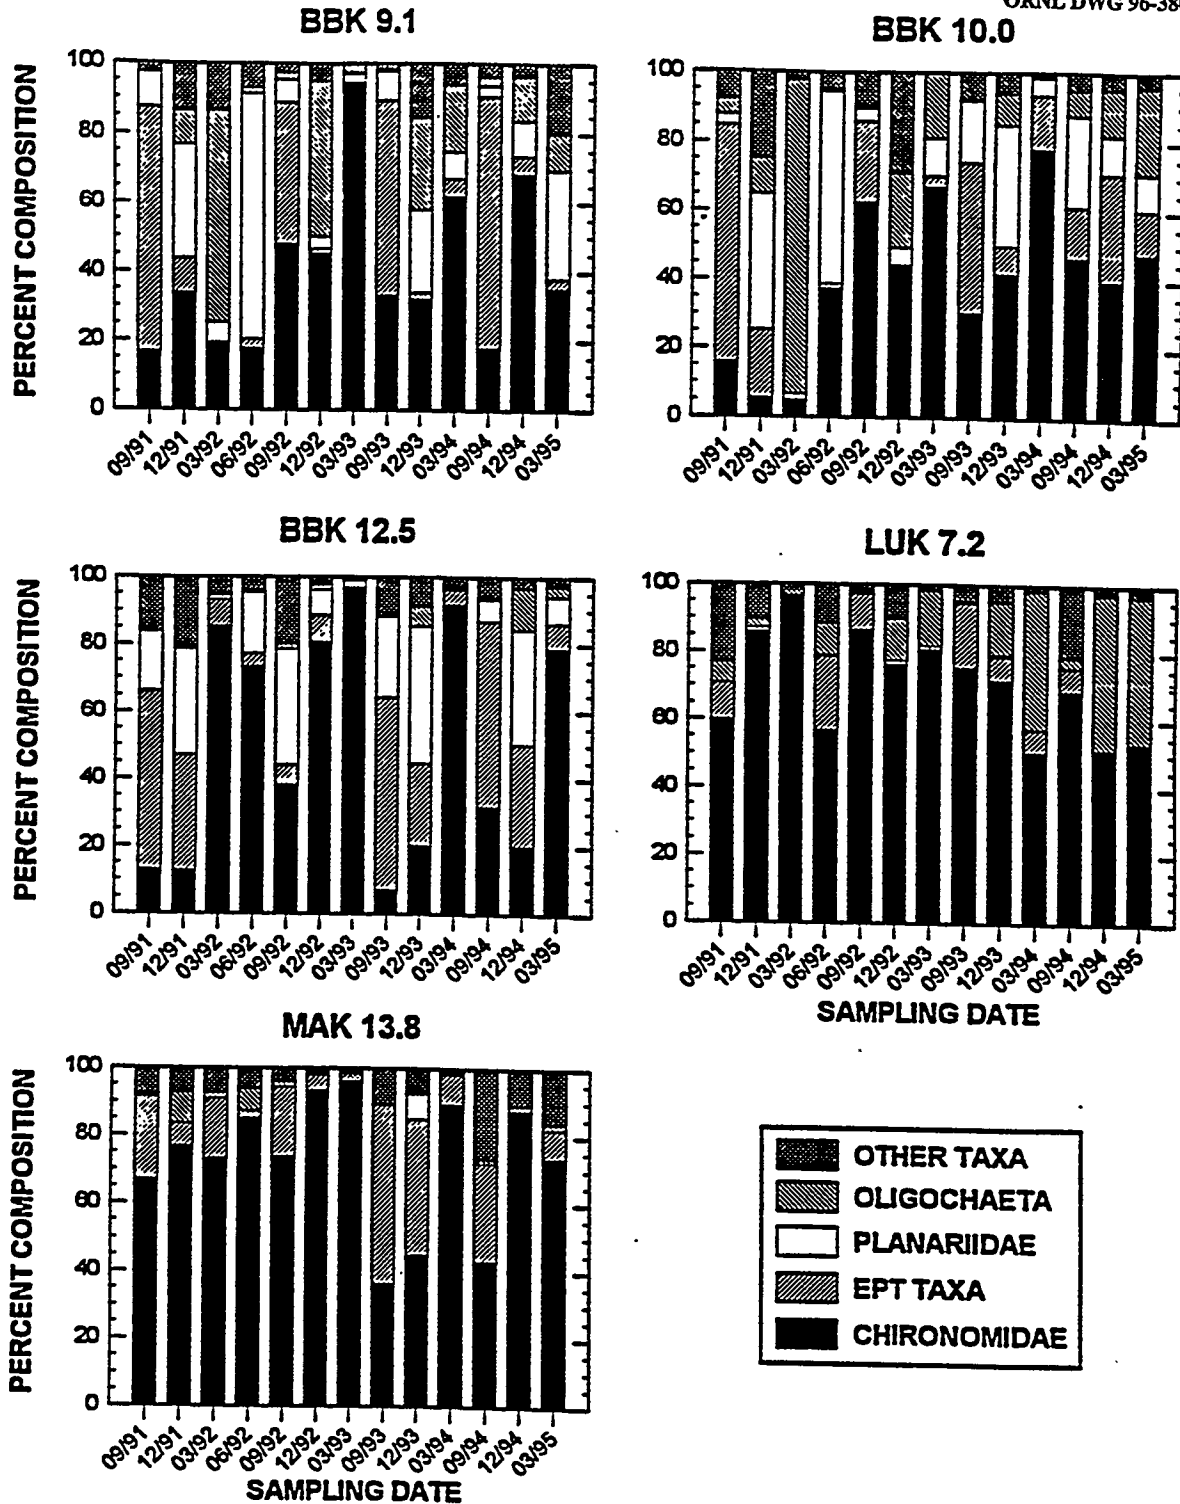 ORNL DWG 96-38
BBK 9.1
PERCENT COMPOSITION
100
80
60
40
20
0
09/91 12/91 03/92 06/92 09/92 12/92 03/93 09/93 12/93 03/94 09/94 12/94 03/95
BBK 10.0
100
80
60
40
20
0
09/91 12/91 03/92 06/92 09/92 12/92 03/93 09/93 12/93 03/94 09/94 12/94 03/95
BBK 12.5
PERCENT COMPOSITION
100
80
60
40
20
0
09/91 12/91 03/92 06/92 09/92 12/92 03/93 09/93 12/93 03/94 09/94 12/94 03/95
LUK 7.2
100
80
60
40
20
0
09/91 12/91 03/92 06/92 09/92 12/92 03/93 09/93 12/93 03/94 09/94 12/94 03/95
SAMPLING DATE
MAK 13.8
PERCENT COMPOSITION
100
80
60
40
20
0
09/91 12/91 03/92 06/92 09/92 12/92 03/93 09/93 12/93 03/94 09/94 12/94 03/95
SAMPLING DATE
OTHER TAXA
OLIGOCHAETA
PLANARIIDAE
EPT TAXA
CHIRONOMIDAE